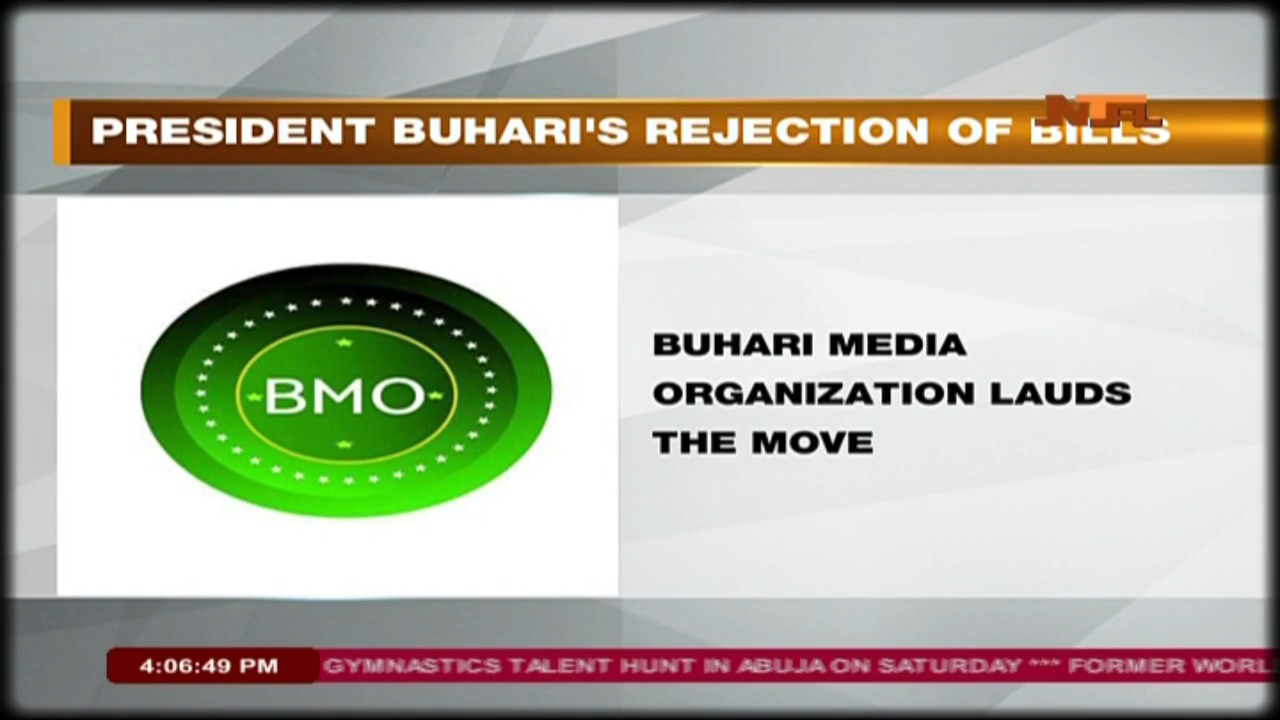 PRESIDENT BUHARI'S REJECTION OF BILLS
NTA
BMO
BUHARI MEDIA
ORGANIZATION LAUDS
THE MOVE
4:06:49 PM
GYMNASTICS TALENT HUNT IN ABUJA ON SATURDAY *** FORMER WORL